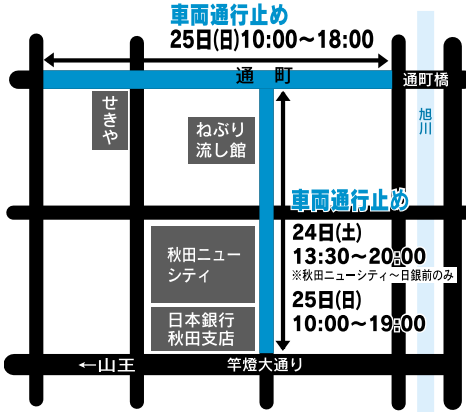 車両通行止め
25日(日)10:00～18:00
通 町
通町橋
せきや
旭川
ねぶり
流し館
車両通行止め
24日(土)
13:30～20:00
※秋田ニューシティ～日銀前のみ
25日(日)
10:00～19:00
秋田ニュー
シティ
日本銀行
秋田支店
←山王
竿燈大通り